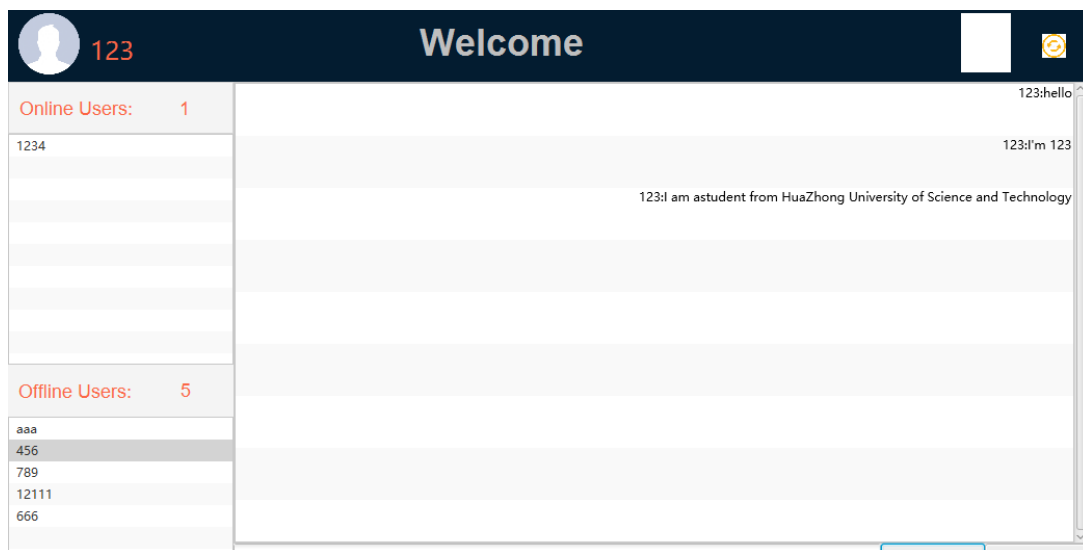 123
Welcome
Online Users: 1
1234
Offline Users: 5
aaa
456
789
12111
666
123:hello
123:I'm 123
123:I am astudent from HuaZhong University of Science and Technology